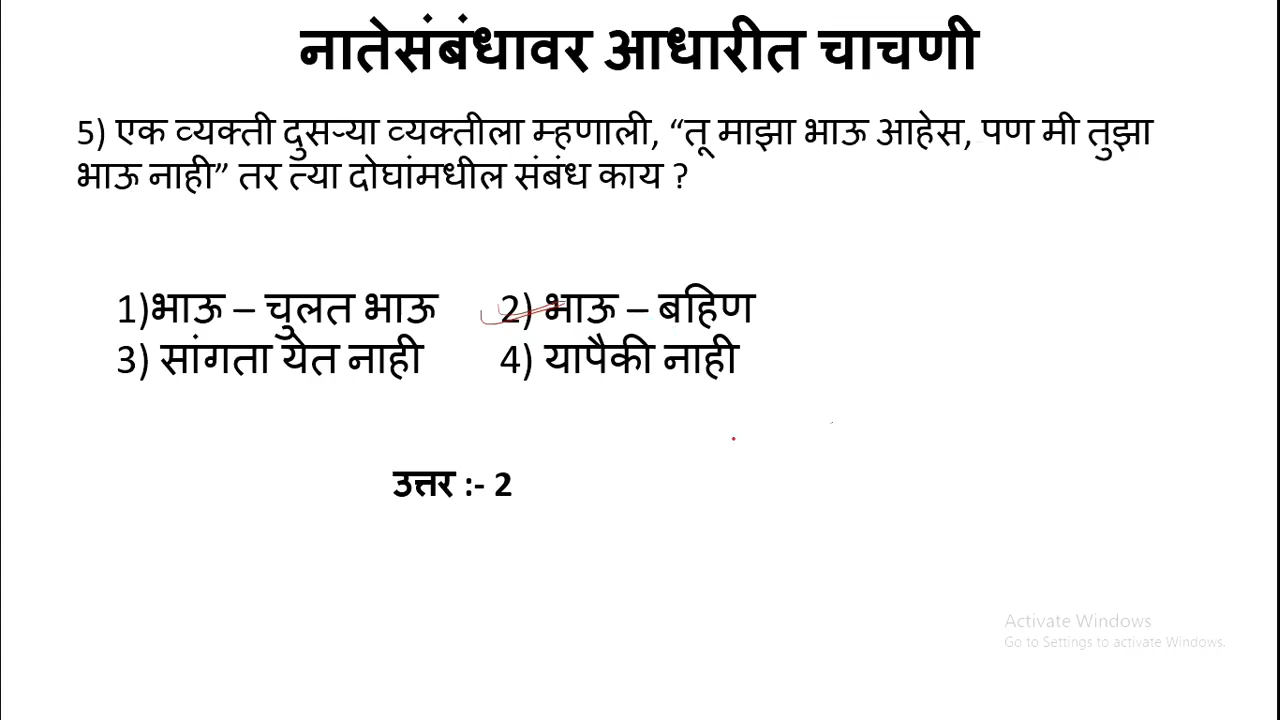 नातेसंबंधावर आधारीत चाचणी
5) एक व्यक्ती दुसऱ्या व्यक्तीला म्हणाली, “तू माझा भाऊ आहेस, पण मी तुझा
भाऊ नाही” तर त्या दोघांमधील संबंध काय ?
1)भाऊ – चुलत भाऊ 2) भाऊ – बहिण
3) सांगता येत नाही 4) यापैकी नाही
उत्तर :- 2
Activate Windows
Go to Settings to activate Windows.